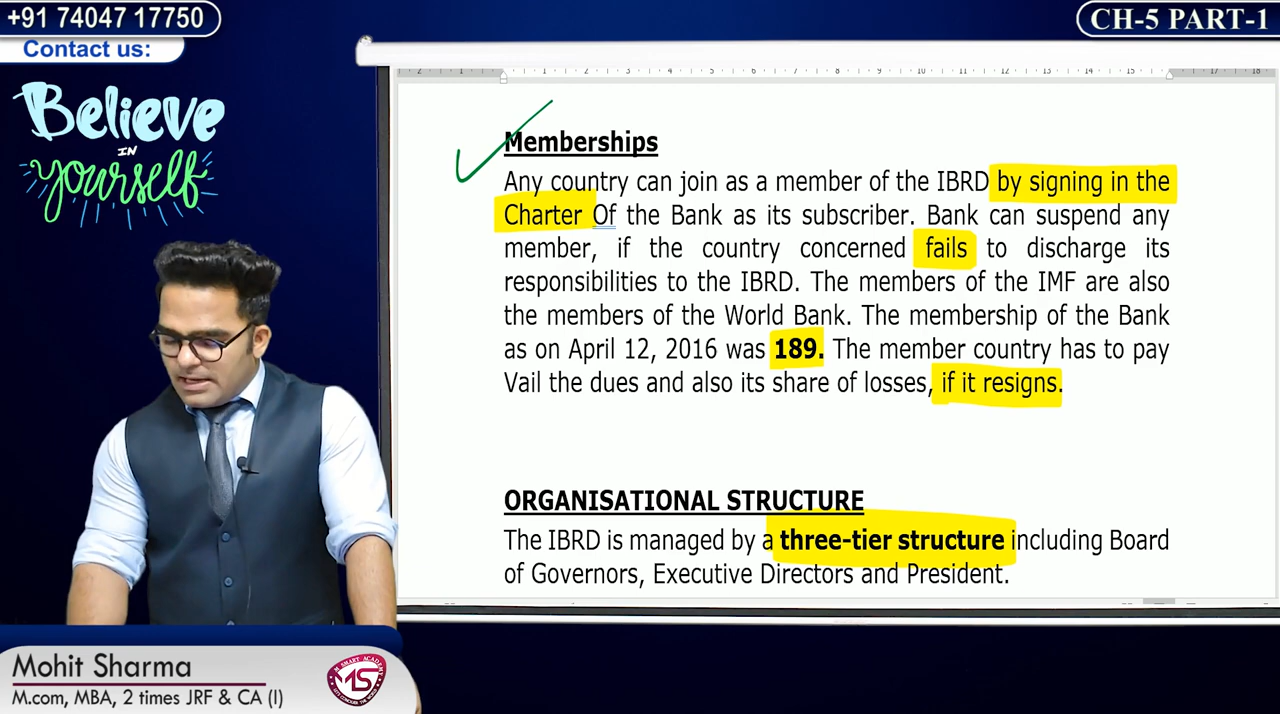 +91 74047 17750
Contact us:
CH-5 PART-1
Believe
IN
yourself
Memberships
Any country can join as a member of the IBRD by signing in the
Charter Of the Bank as its subscriber. Bank can suspend any
member, if the country concerned fails to discharge its
responsibilities to the IBRD. The members of the IMF are also
the members of the World Bank. The membership of the Bank
as on April 12, 2016 was 189. The member country has to pay
Vail the dues and also its share of losses, if it resigns.
ORGANISATIONAL STRUCTURE
The IBRD is managed by a three-tier structure including Board
of Governors, Executive Directors and President.
Mohit Sharma
M.com, MBA, 2 times JRF & CA (I)
M SMART ACADEMY
MS